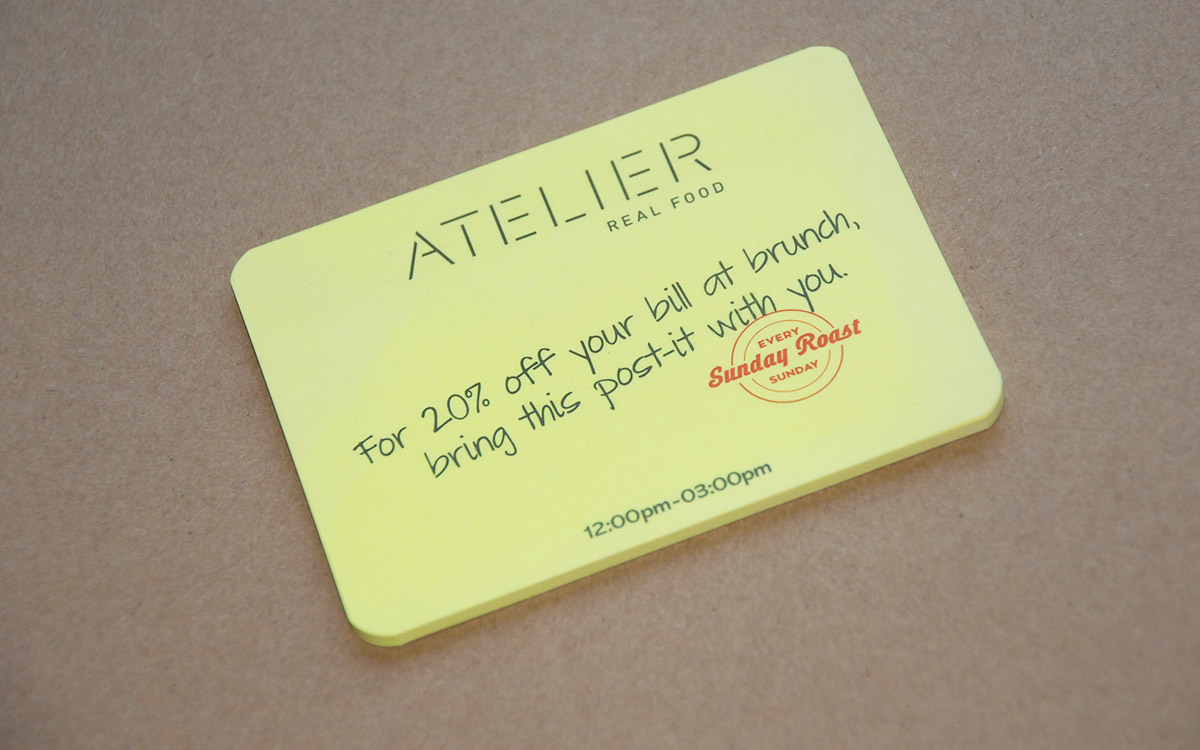 ATELIER
REAL FOOD
For 20% off your bill at brunch,
bring this post-it with you.
EVERY
Sunday Roast
SUNDAY
12:00pm-03:00pm